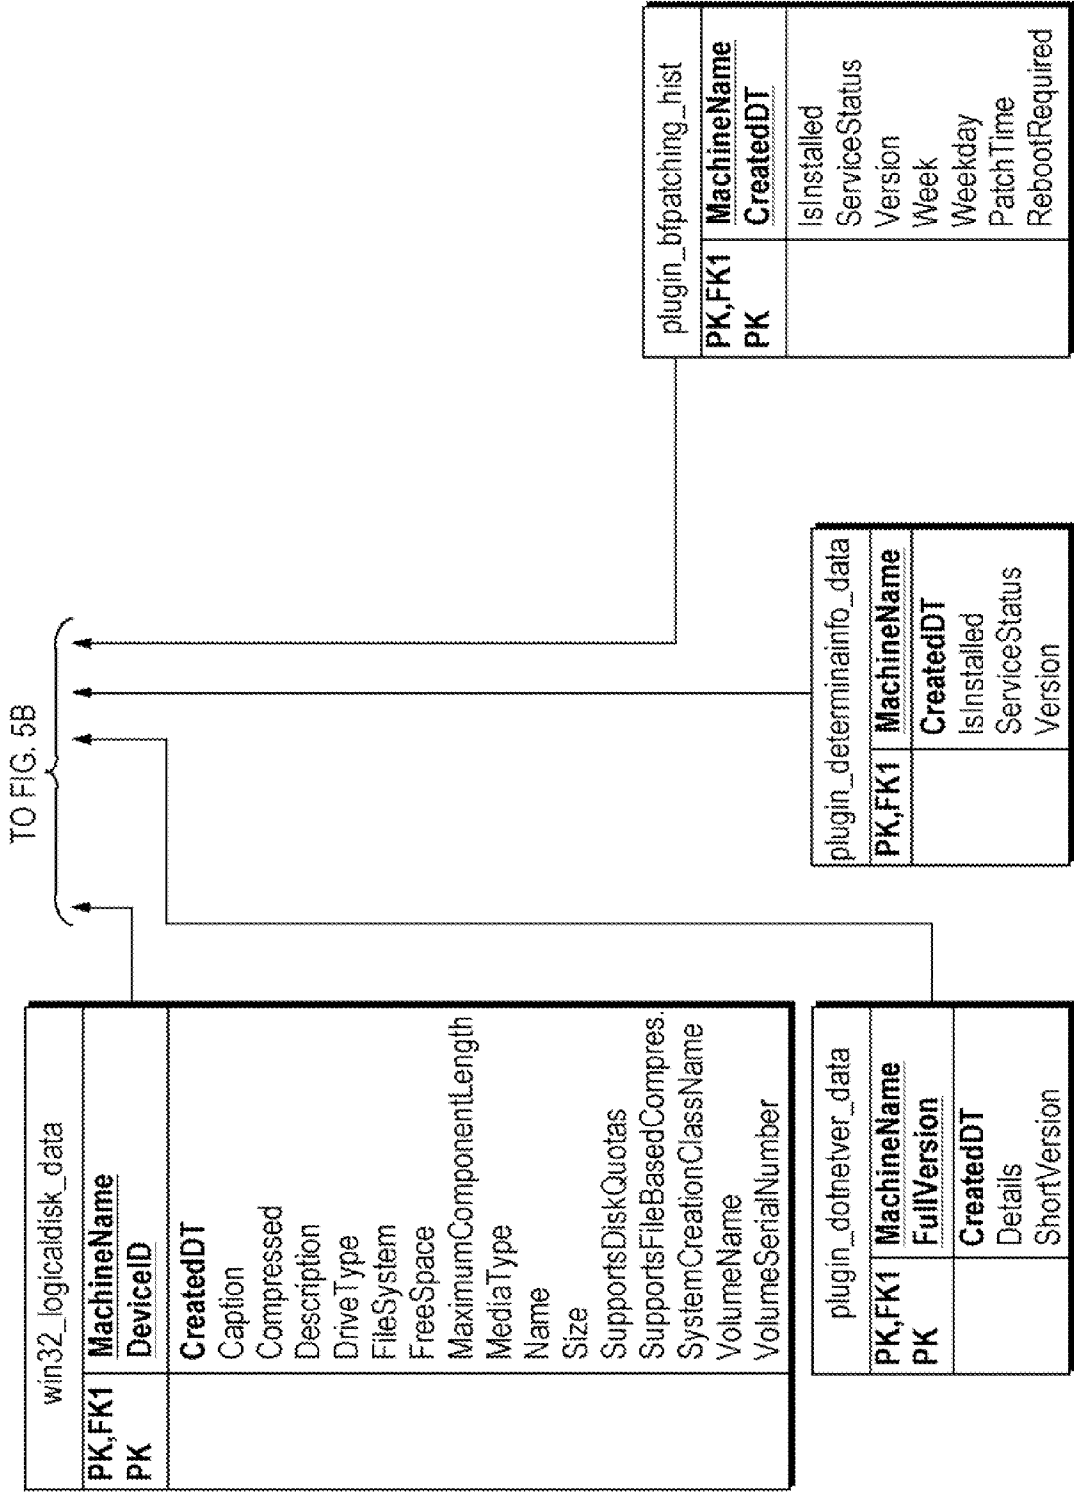 TO FIG. 5B
win32_logicaldisk_data
PK,FK1 MachineName
PK DeviceID
CreatedDT
Caption
Compressed
Description
DriveType
FileSystem
FreeSpace
MaximumComponentLength
MediaType
Name
Size
SupportsDiskQuotas
SupportsFileBasedCompres.
SystemCreationClassName
VolumeName
VolumeSerialNumber
plugin_dotnetver_data
PK,FK1 MachineName
PK FullVersion
CreatedDT
Details
ShortVersion
plugin_determinainfo_data
PK,FK1 MachineName
CreatedDT
IsInstalled
ServiceStatus
Version
plugin_bfpatching_hist
PK,FK1 MachineName
PK CreatedDT
IsInstalled
ServiceStatus
Version
Week
Weekday
PatchTime
RebootRequired